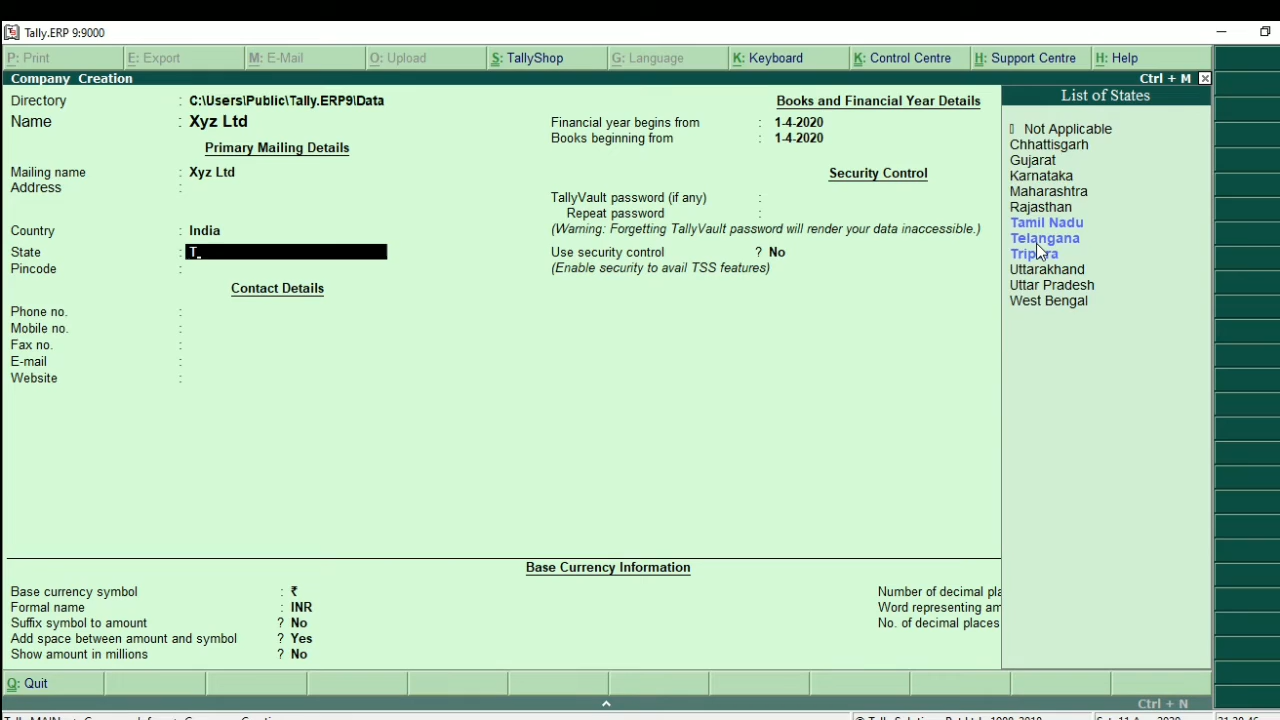 Tally.ERP 9:9000
P: Print E: Export M: E-Mail O: Upload S: TallyShop G: Language K: Keyboard K: Control Centre H: Support Centre H: Help
Company Creation Ctrl + M
Directory : C:\Users\Public\Tally.ERP9\Data
Name : Xyz Ltd
Primary Mailing Details
Mailing name : Xyz Ltd
Address :
Country : India
State : T
Pincode :
Contact Details
Phone no. :
Mobile no. :
Fax no. :
E-mail :
Website :
Books and Financial Year Details
Financial year begins from : 1-4-2020
Books beginning from : 1-4-2020
Security Control
TallyVault password (if any) :
Repeat password :
(Warning: Forgetting TallyVault password will render your data inaccessible.)
Use security control ? No
(Enable security to avail TSS features)
List of States
Not Applicable
Chhattisgarh
Gujarat
Karnataka
Maharashtra
Rajasthan
Tamil Nadu
Telangana
Tripura
Uttarakhand
Uttar Pradesh
West Bengal
Base Currency Information
Base currency symbol : ₹
Formal name : INR
Suffix symbol to amount ? No
Add space between amount and symbol ? Yes
Show amount in millions ? No
Number of decimal pla
Word representing am
No. of decimal places
Q: Quit
Ctrl + N